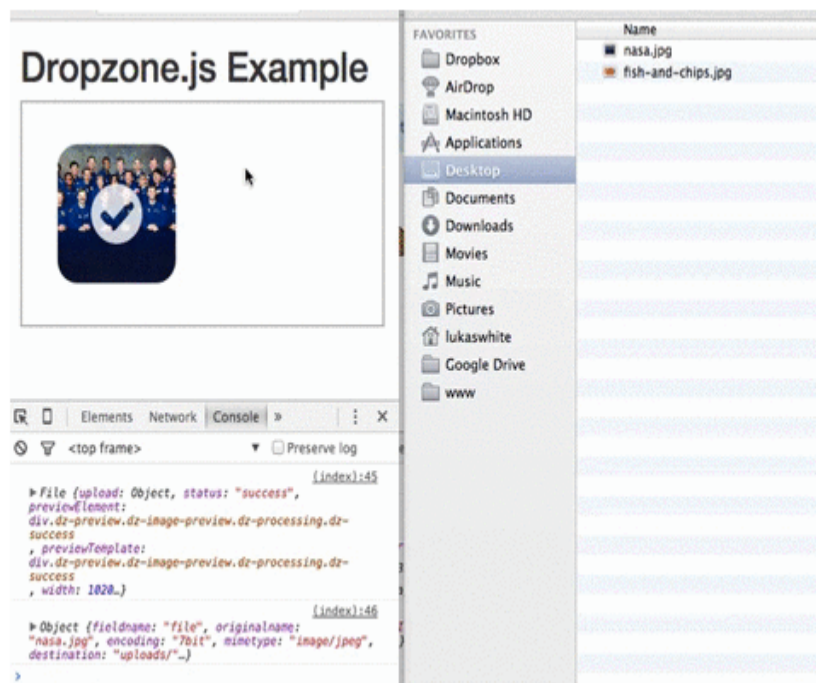 Dropzone.js Example
Elements Network Console »
<top frame> ▼ Preserve log
(index):45
▶ File {upload: Object, status: "success",
previewElement:
div.dz-preview.dz-image-preview.dz-processing.dz-
success
, previewTemplate:
div.dz-preview.dz-image-preview.dz-processing.dz-
success
, width: 1020…}
(index):46
▶ Object {fieldname: "file", originalname:
"nasa.jpg", encoding: "7bit", mimetype: "image/jpeg",
destination: "uploads/"…}
>
FAVORITES
Dropbox
AirDrop
Macintosh HD
Applications
Desktop
Documents
Downloads
Movies
Music
Pictures
lukaswhite
Google Drive
www
Name
nasa.jpg
fish-and-chips.jpg